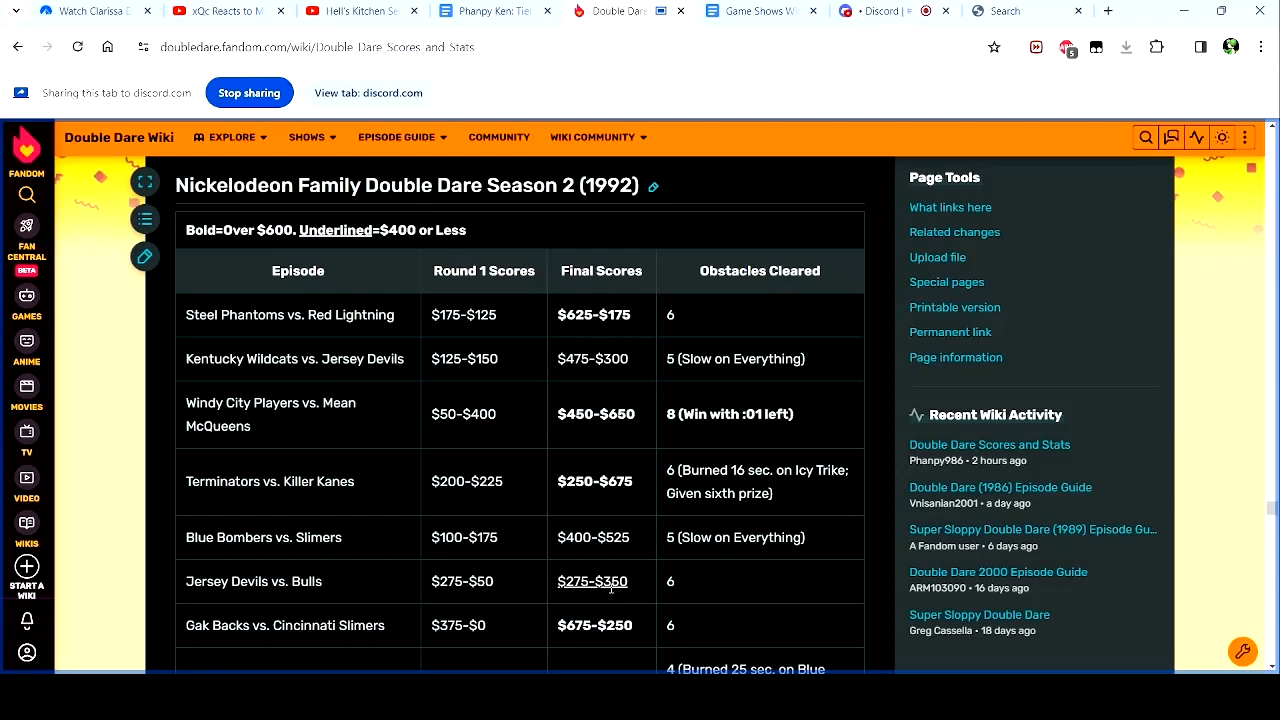 Watch Clarissa E
xQc Reacts to M
Hell's Kitchen Se
Phanpy Ken: Tie
Double Dare
Game Shows Wi
• Discord | #
Search
doubledare.fandom.com/wiki/Double_Dare_Scores_and_Stats
5
Sharing this tab to discord.com
Stop sharing
View tab: discord.com
FANDOM
FAN CENTRAL
BETA
GAMES
ANIME
MOVIES
TV
VIDEO
WIKIS
START A WIKI
Double Dare Wiki
EXPLORE
SHOWS
EPISODE GUIDE
COMMUNITY
WIKI COMMUNITY
Nickelodeon Family Double Dare Season 2 (1992)
Bold=Over $600. Underlined=$400 or Less
Episode Round 1 Scores Final Scores Obstacles Cleared
Steel Phantoms vs. Red Lightning $175-$125 $625-$175 6
Kentucky Wildcats vs. Jersey Devils $125-$150 $475-$300 5 (Slow on Everything)
Windy City Players vs. Mean McQueens $50-$400 $450-$650 8 (Win with :01 left)
Terminators vs. Killer Kanes $200-$225 $250-$675 6 (Burned 16 sec. on Icy Trike; Given sixth prize)
Blue Bombers vs. Slimers $100-$175 $400-$525 5 (Slow on Everything)
Jersey Devils vs. Bulls $275-$50 $275-$350 6
Gak Backs vs. Cincinnati Slimers $375-$0 $675-$250 6
4 (Burned 25 sec. on Blue
Page Tools
What links here
Related changes
Upload file
Special pages
Printable version
Permanent link
Page information
Recent Wiki Activity
Double Dare Scores and Stats
Phanpy986 • 2 hours ago
Double Dare (1986) Episode Guide
Vnisanian2001 • a day ago
Super Sloppy Double Dare (1989) Episode Gu...
A Fandom user • 6 days ago
Double Dare 2000 Episode Guide
ARM103090 • 16 days ago
Super Sloppy Double Dare
Greg Cassella • 18 days ago